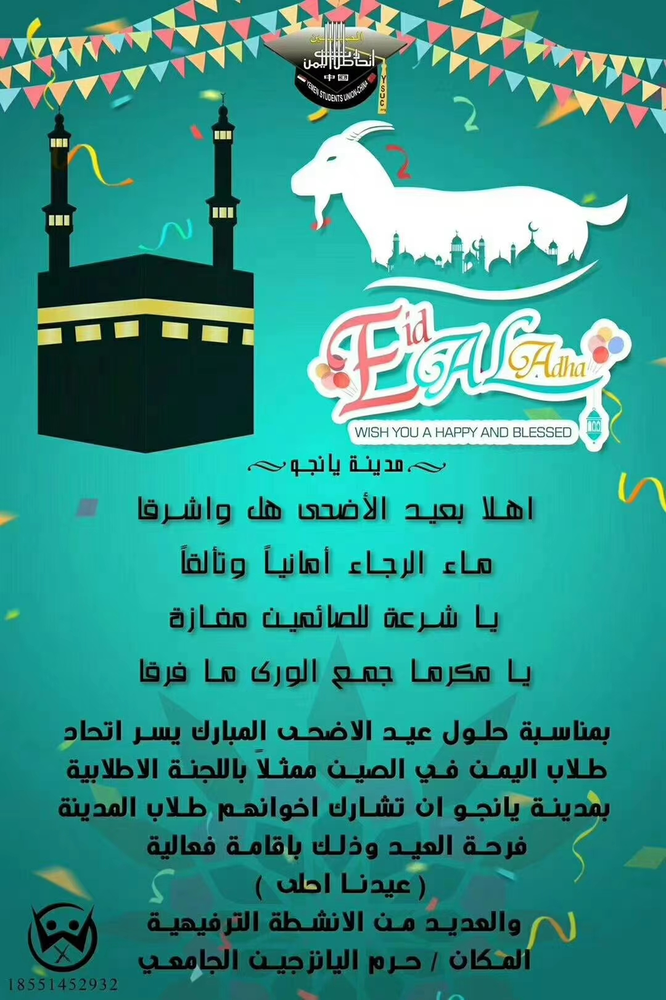 الصين
اتحاد طلاب اليمن
中国
YEMEN STUDENTS UNION-CHINA
YSUC
Eid AL Adha
WISH YOU A HAPPY AND BLESSED
مدينة يانجو
اهلا بعيد الأضحى هل واشرقا
ماء الرجاء أمانياً وتألقاً
يا شرعة للصائمين مفازة
يا مكرما جمع الورى ما فرقا
بمناسبة حلول عيد الاضحى المبارك يسر اتحاد
طلاب اليمن في الصين ممثلاً باللجنة الاطلابية
بمدينة يانجو ان تشارك اخوانهم طلاب المدينة
فرحة العيد وذلك باقامة فعالية
( عيدنا احلى )
والعديد من الانشطة الترفيهية
المكان / حرم اليانزجين الجامعي
18551452932